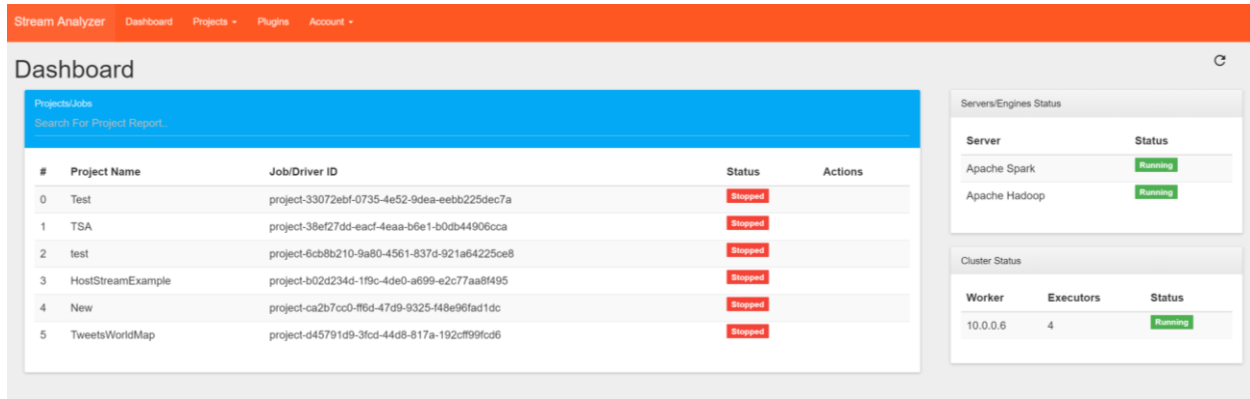 Stream Analyzer Dashboard Projects Plugins Account
Dashboard
Projects/Jobs
Search For Project Report..
# Project Name Job/Driver ID Status Actions
0 Test project-33072ebf-0735-4e52-9dea-eebb225dec7a Stopped
1 TSA project-38ef27dd-eacf-4eaa-b6e1-b0db44906cca Stopped
2 test project-6cb8b210-9a80-4561-837d-921a64225ce8 Stopped
3 HostStreamExample project-b02d234d-1f9c-4de0-a699-e2c77aa8f495 Stopped
4 New project-ca2b7cc0-ff6d-47d9-9325-f48e96fad1dc Stopped
5 TweetsWorldMap project-d45791d9-3fcd-44d8-817a-192cff99fcd6 Stopped
Servers/Engines Status
Server Status
Apache Spark Running
Apache Hadoop Running
Cluster Status
Worker Executors Status
10.0.0.6 4 Running